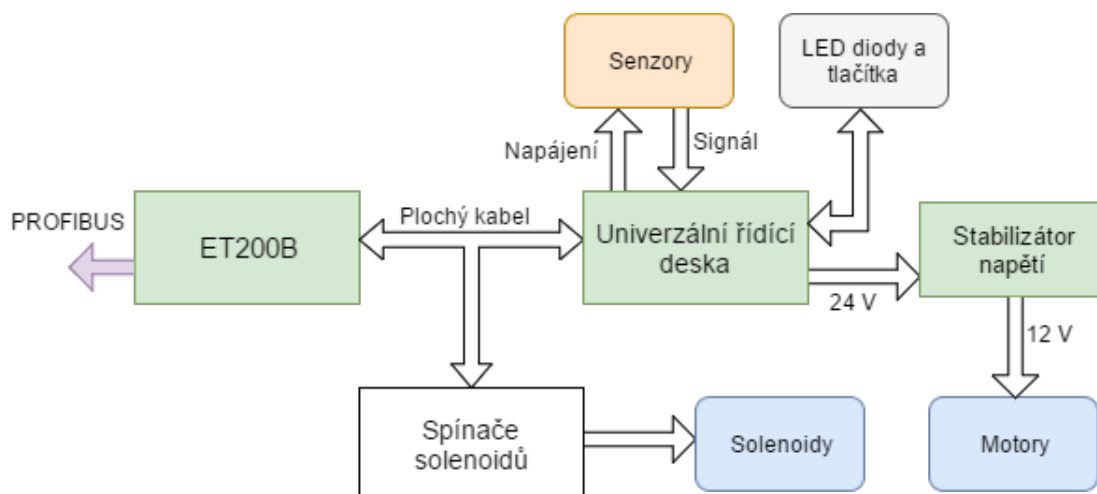 Senzory
LED diody a
tlačítka
Napájení
Signál
PROFIBUS
ET200B
Plochý kabel
Univerzální řídící
deska
Stabilizátor
napětí
24 V
12 V
Spínače
solenoidů
Solenoidy
Motory